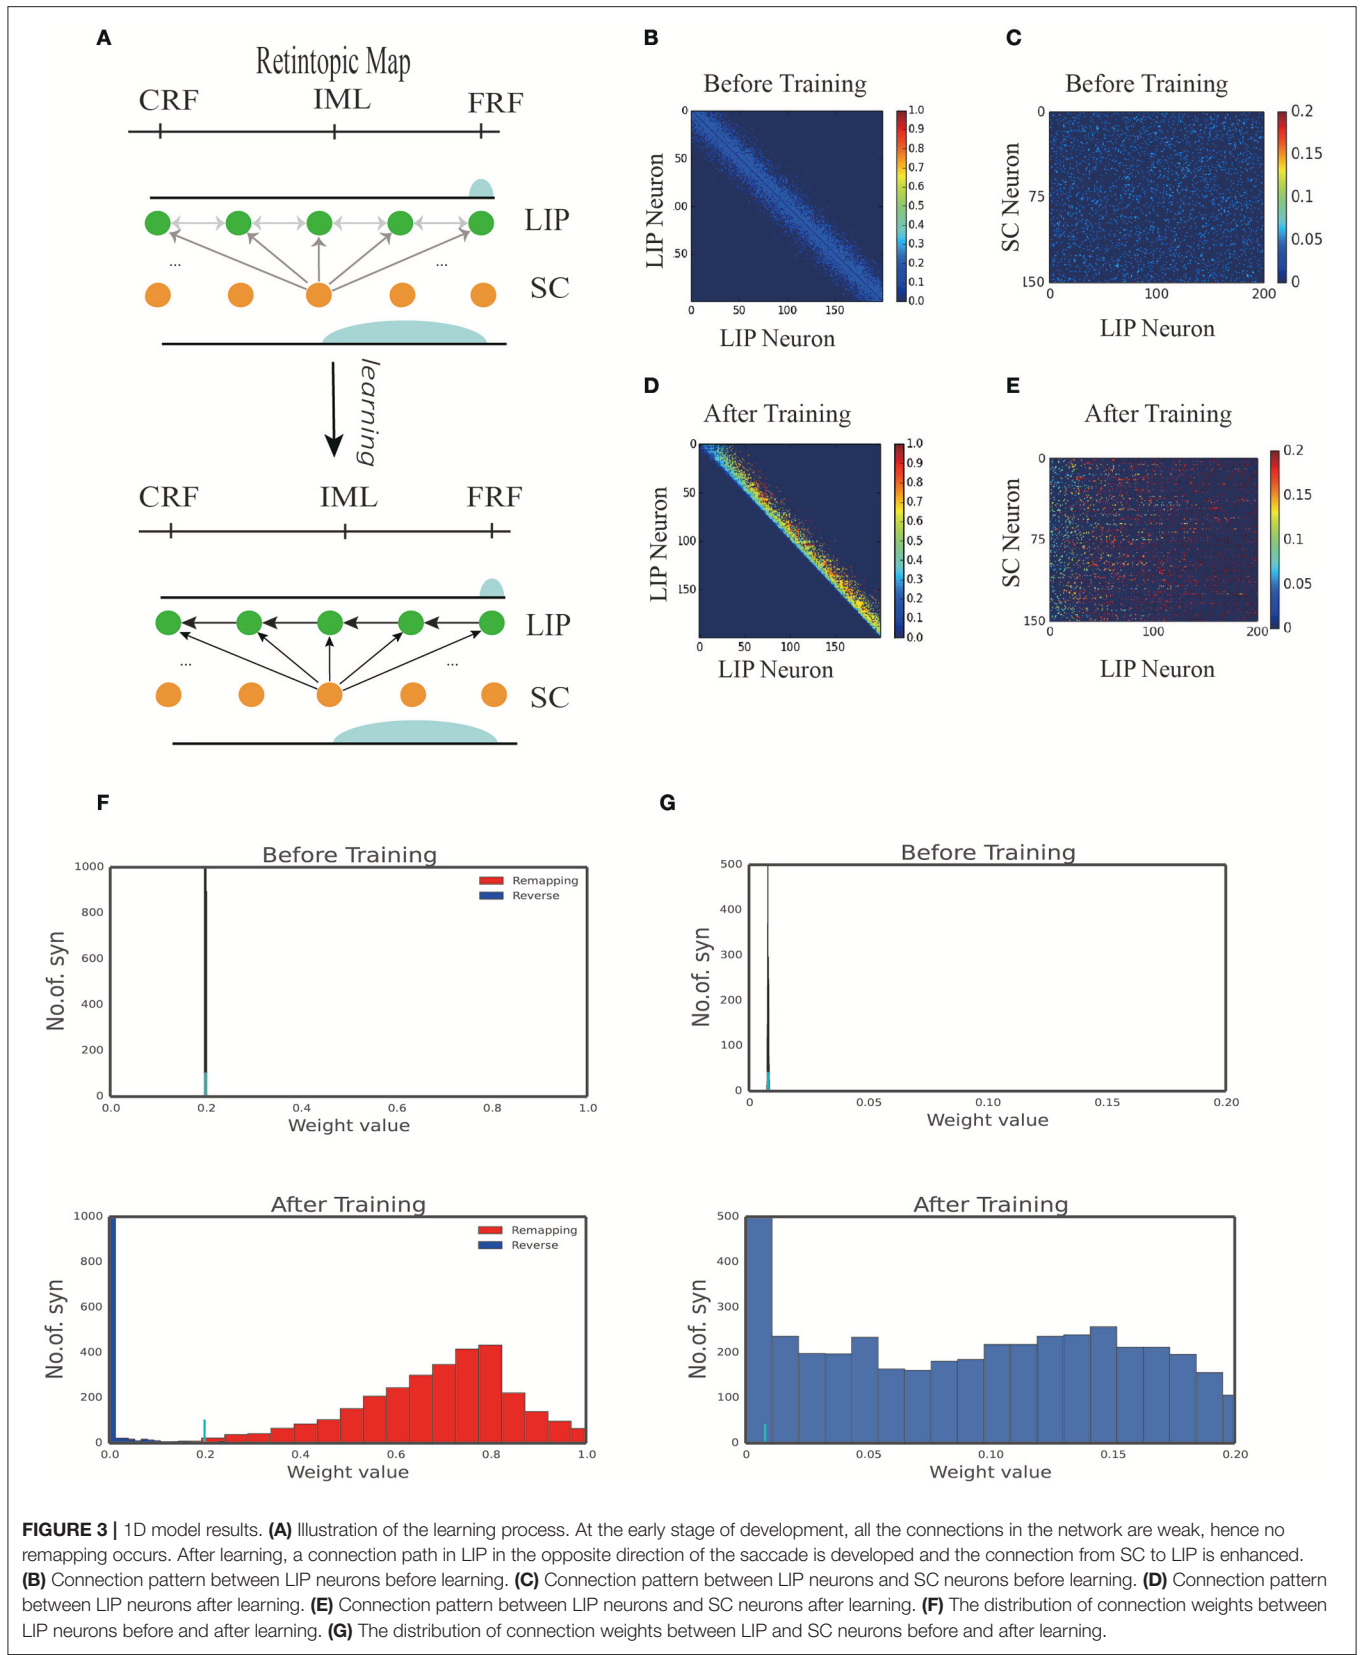 A
Retintopic Map
CRF IML FRF
LIP
...
...
SC
learning
CRF IML FRF
LIP
...
...
SC
B
Before Training
LIP Neuron
0
50
00
50
0 50 100 150
LIP Neuron
1.0
0.9
0.8
0.7
0.6
0.5
0.4
0.3
0.2
0.1
0.0
C
Before Training
SC Neuron
0
75
150
0 100 200
LIP Neuron
0.2
0.15
0.1
0.05
0
D
After Training
LIP Neuron
0
50
100
150
0 50 100 150
LIP Neuron
1.0
0.9
0.8
0.7
0.6
0.5
0.4
0.3
0.2
0.1
0.0
E
After Training
SC Neuron
0
75
150
0 100 200
LIP Neuron
0.2
0.15
0.1
0.05
0
F
Before Training
No.of. syn
1000
800
600
400
200
0
Remapping
Reverse
0.0 0.2 0.4 0.6 0.8 1.0
Weight value
After Training
No.of. syn
1000
800
600
400
200
0
Remapping
Reverse
0.0 0.2 0.4 0.6 0.8 1.0
Weight value
G
Before Training
No.of. syn
500
400
300
200
100
0
0 0.05 0.10 0.15 0.20
Weight value
After Training
No.of. syn
500
400
300
200
100
0
0 0.05 0.10 0.15 0.20
Weight value
FIGURE 3 | 1D model results. (A) Illustration of the learning process. At the early stage of development, all the connections in the network are weak, hence no
remapping occurs. After learning, a connection path in LIP in the opposite direction of the saccade is developed and the connection from SC to LIP is enhanced.
(B) Connection pattern between LIP neurons before learning. (C) Connection pattern between LIP neurons and SC neurons before learning. (D) Connection pattern
between LIP neurons after learning. (E) Connection pattern between LIP neurons and SC neurons after learning. (F) The distribution of connection weights between
LIP neurons before and after learning. (G) The distribution of connection weights between LIP and SC neurons before and after learning.